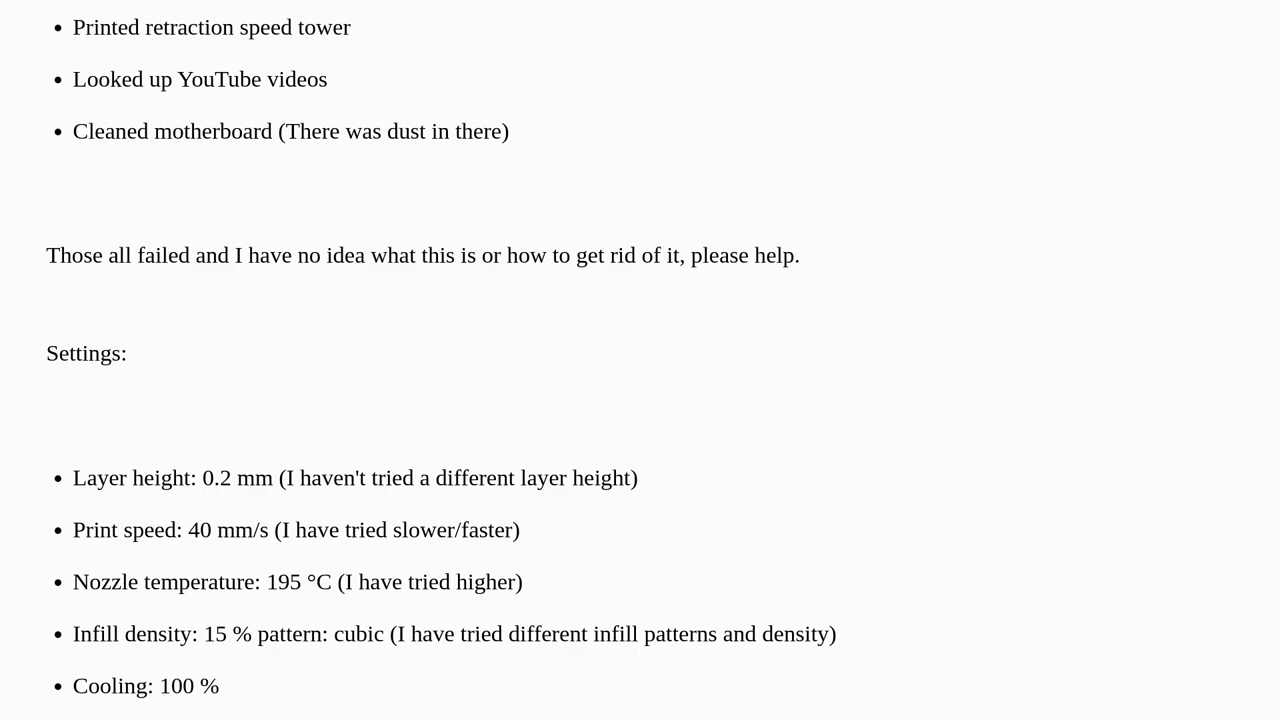 Printed retraction speed tower
Looked up YouTube videos
Cleaned motherboard (There was dust in there)
Those all failed and I have no idea what this is or how to get rid of it, please help.
Settings:
Layer height: 0.2 mm (I haven't tried a different layer height)
Print speed: 40 mm/s (I have tried slower/faster)
Nozzle temperature: 195 °C (I have tried higher)
Infill density: 15 % pattern: cubic (I have tried different infill patterns and density)
Cooling: 100 %